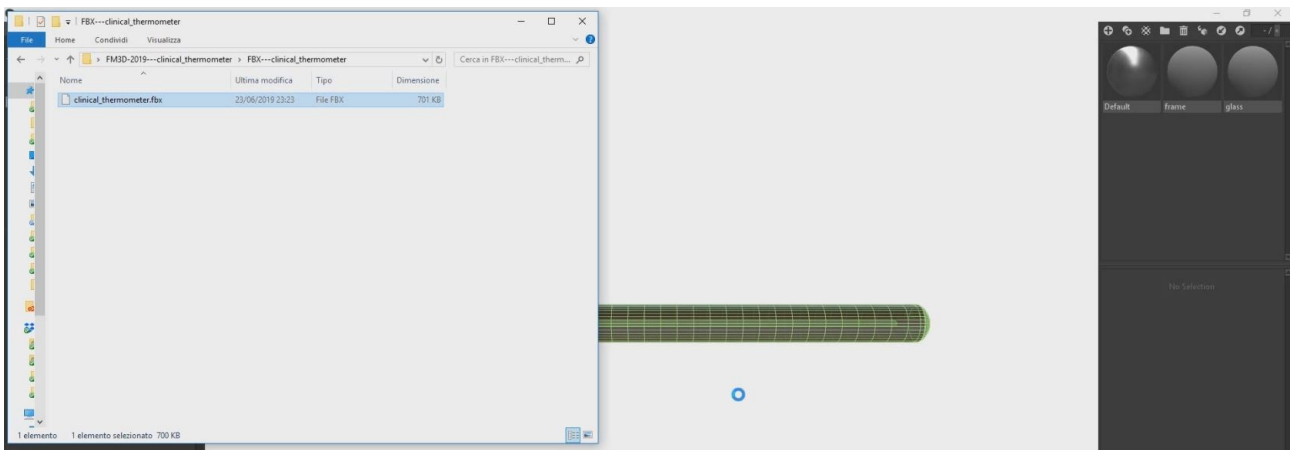 FBX---clinical_thermometer
File Home Condividi Visualizza
FM3D-2019---clinical_thermometer > FBX---clinical_thermometer
Cerca in FBX---clinical_therm...
Nome Ultima modifica Tipo Dimensione
clinical_thermometer.fbx 23/06/2019 23:23 File FBX 701 KB
1 elemento 1 elemento selezionato 700 KB
Default frame glass
No Selection